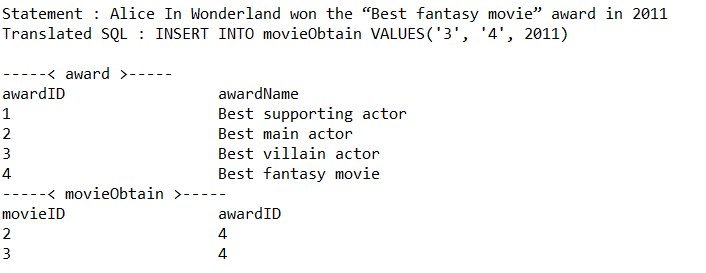 Statement : Alice In Wonderland won the “Best fantasy movie” award in 2011
Translated SQL : INSERT INTO movieObtain VALUES('3', '4', 2011)
-----< award >-----
awardID awardName
1 Best supporting actor
2 Best main actor
3 Best villain actor
4 Best fantasy movie
-----< movieObtain >-----
movieID awardID
2 4
3 4